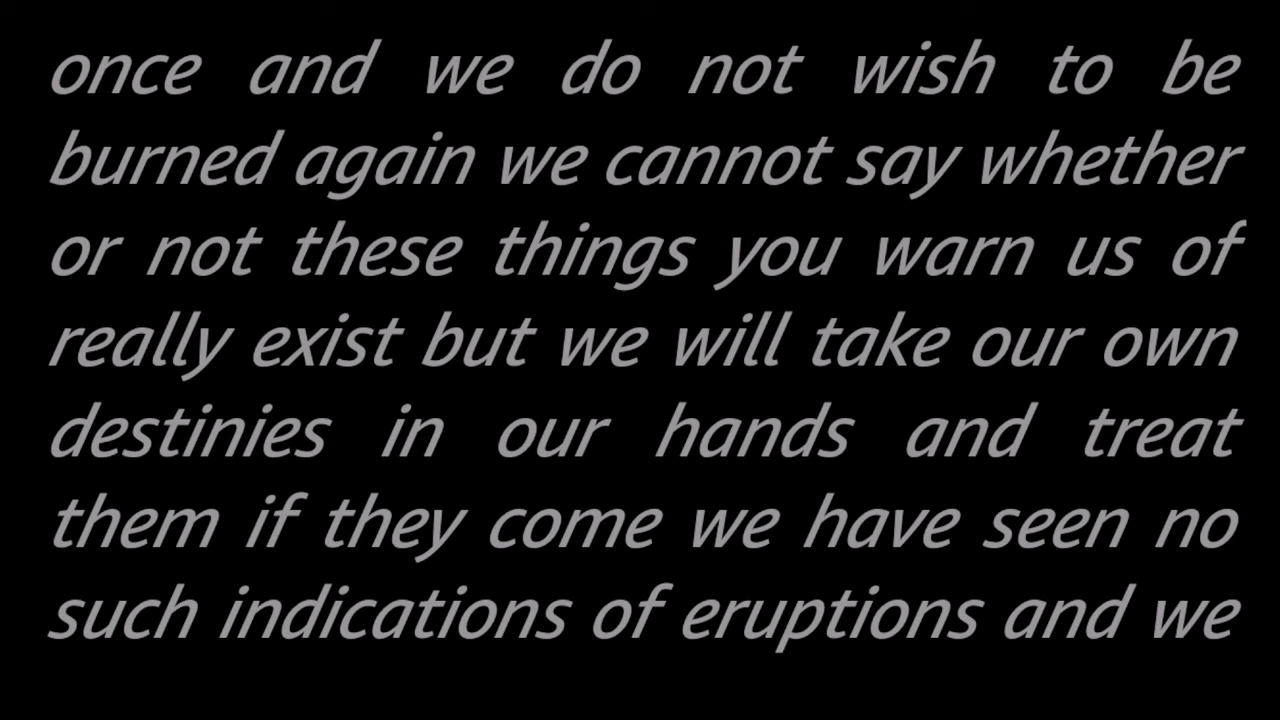 once and we do not wish to be
burned again we cannot say whether
or not these things you warn us of
really exist but we will take our own
destinies in our hands and treat
them if they come we have seen no
such indications of eruptions and we